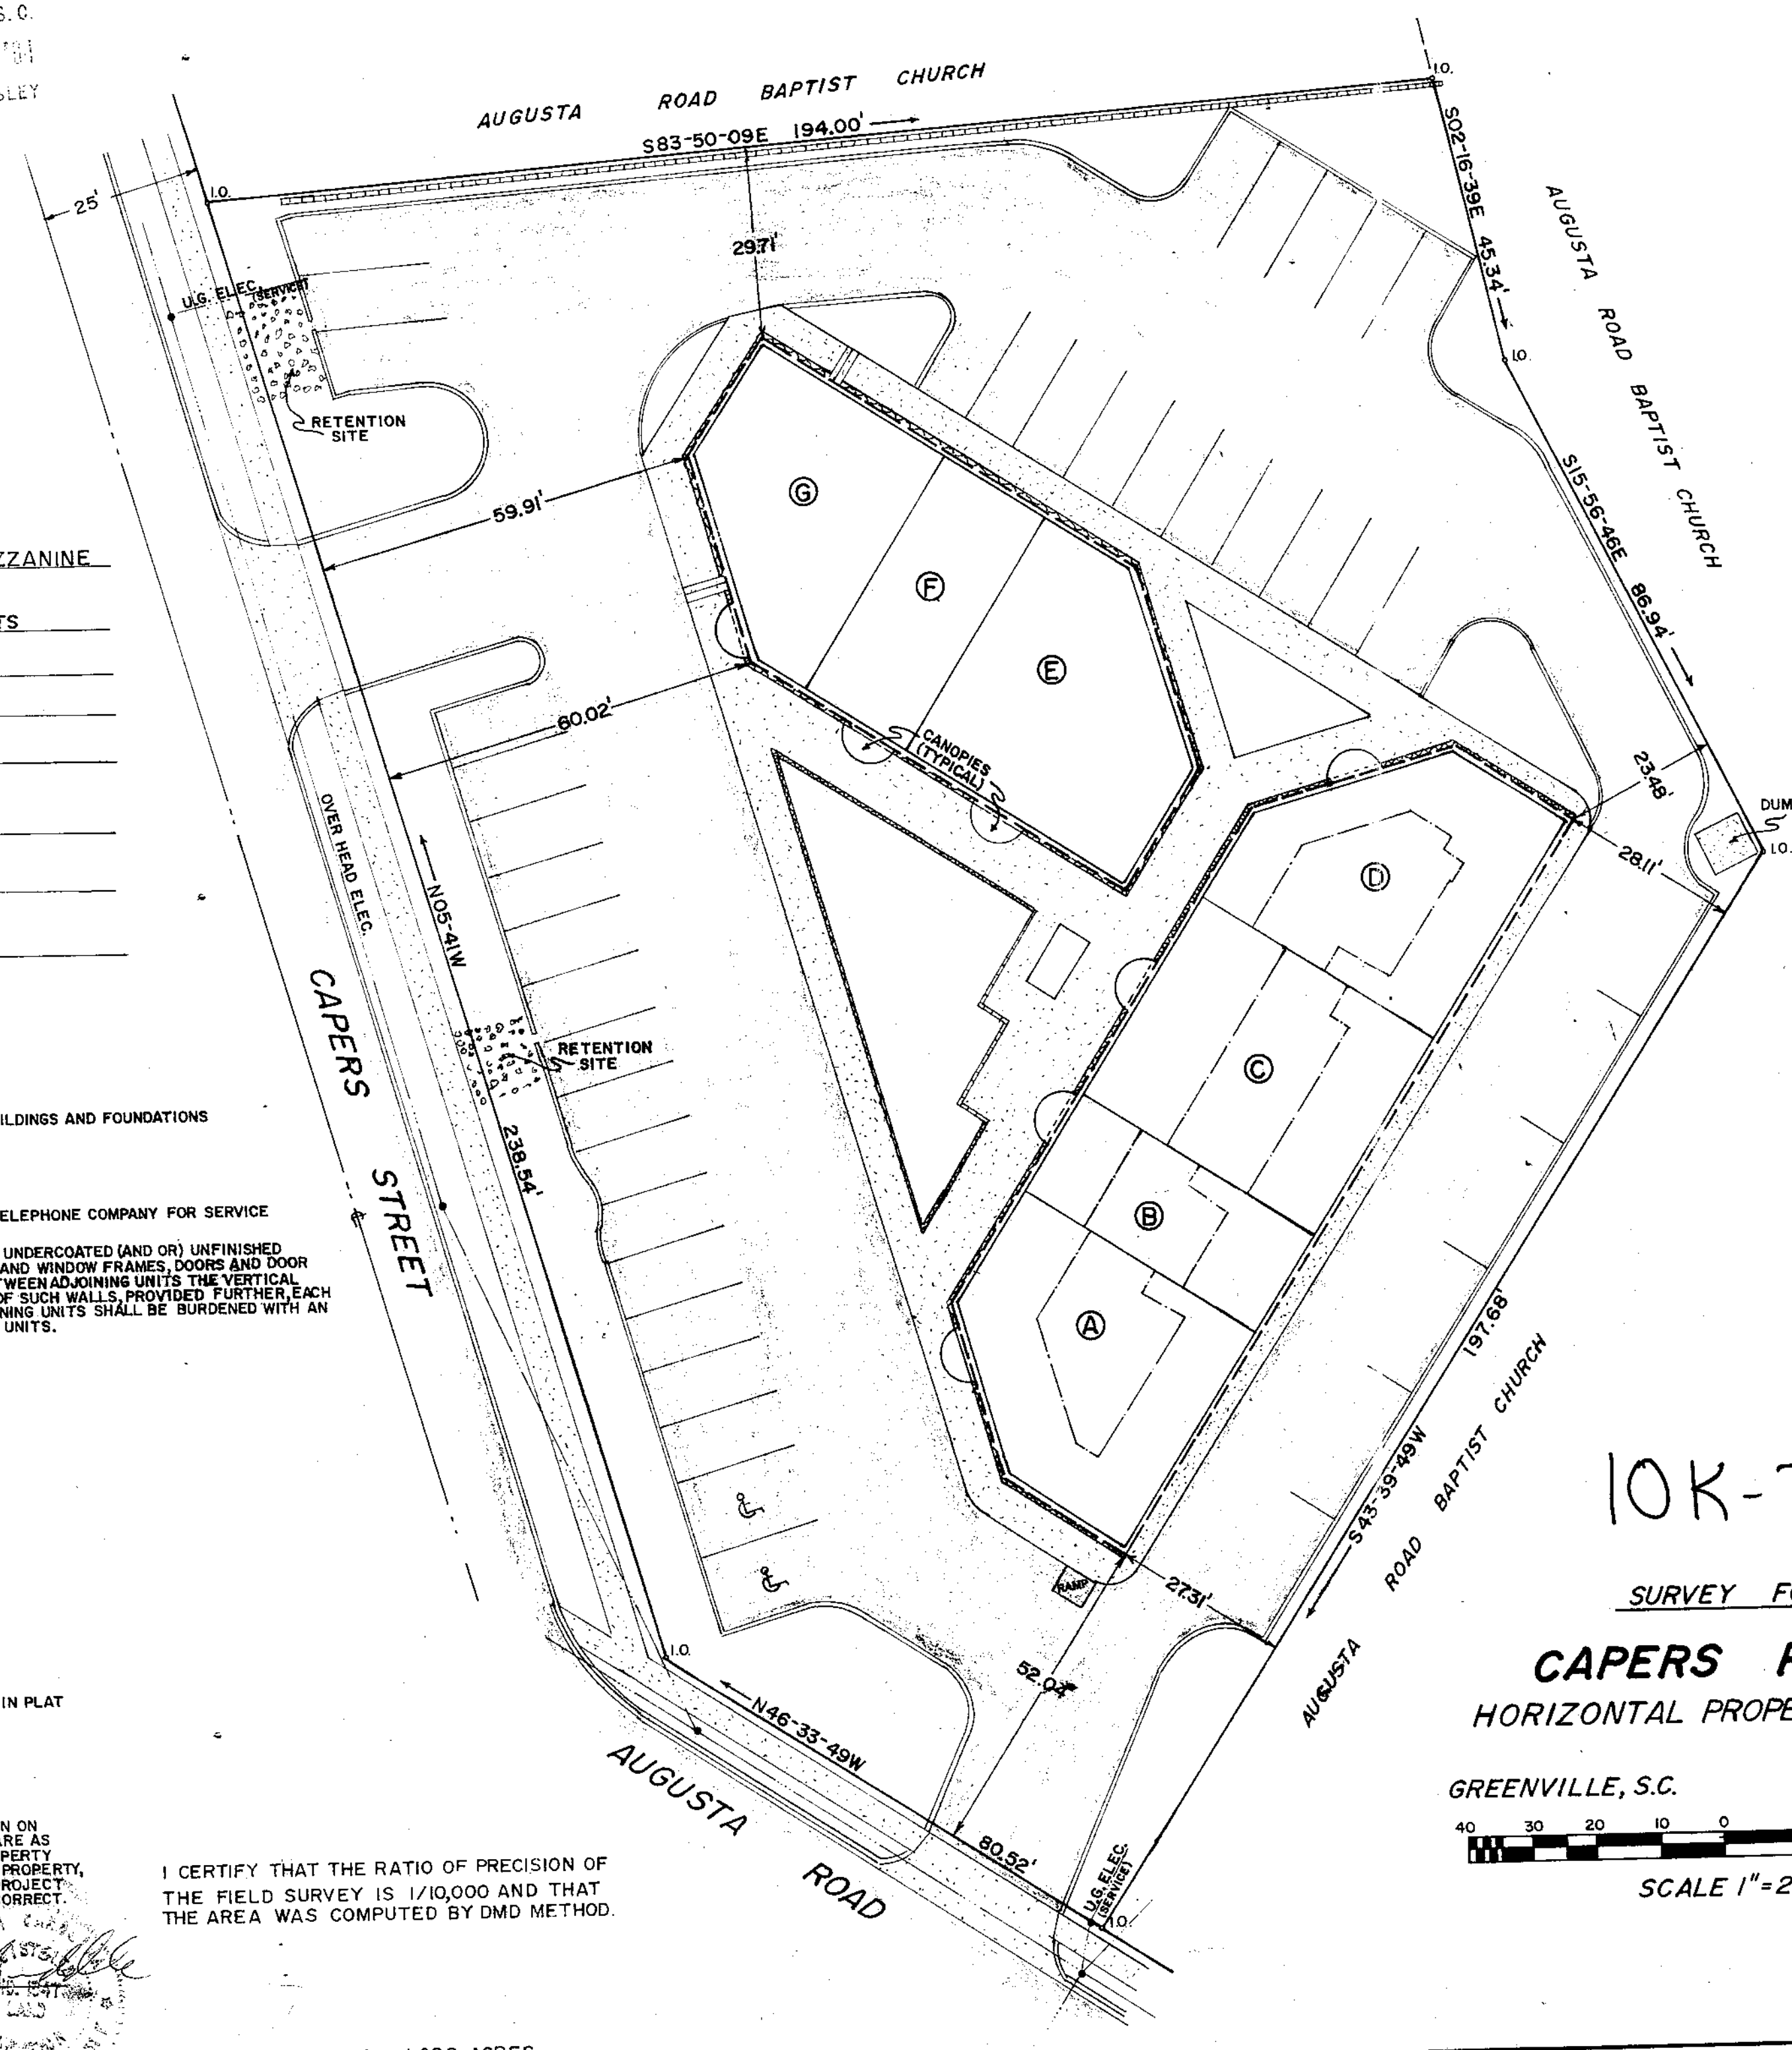 S.C.
SLEY
AUGUSTA ROAD BAPTIST CHURCH
S83-50-09E 194.00'
I.O.
I.O.
25'
S02-16-39E 45.34'
AUGUSTA ROAD BAPTIST CHURCH
29.71'
U.G. ELEC.
(SERVICE)
RETENTION
SITE
I.O.
59.91'
G
S15-56-46E 86.94'
ZZANINE
F
TS
E
60.02'
CANOPIES
(TYPICAL)
23.48'
DUM
I.O.
28.11'
OVER HEAD ELEC.
D
N05-41W
CAPERS STREET
RETENTION
SITE
C
ILDINGS AND FOUNDATIONS
238.54'
ELEPHONE COMPANY FOR SERVICE
B
UNDERCOATED (AND OR) UNFINISHED
AND WINDOW FRAMES, DOORS AND DOOR
TWEEN ADJOINING UNITS THE VERTICAL
OF SUCH WALLS, PROVIDED FURTHER, EACH
NING UNITS SHALL BE BURDENED WITH AN
UNITS.
A
197.68'
S43-39-49W
AUGUSTA ROAD BAPTIST CHURCH
10K-
RAMP
27.31'
SURVEY FO
CAPERS P
HORIZONTAL PROPE
I.O.
52.04'
IN PLAT
N46-33-49W
AUGUSTA ROAD
80.52'
U.G. ELEC.
(SERVICE)
I.O.
GREENVILLE, S.C.
40 30 20 10 0
SCALE 1"=2
N ON
ARE AS
PERTY
PROPERTY,
ROJECT
ORRECT.
I CERTIFY THAT THE RATIO OF PRECISION OF
THE FIELD SURVEY IS 1/10,000 AND THAT
THE AREA WAS COMPUTED BY DMD METHOD.
ACRES